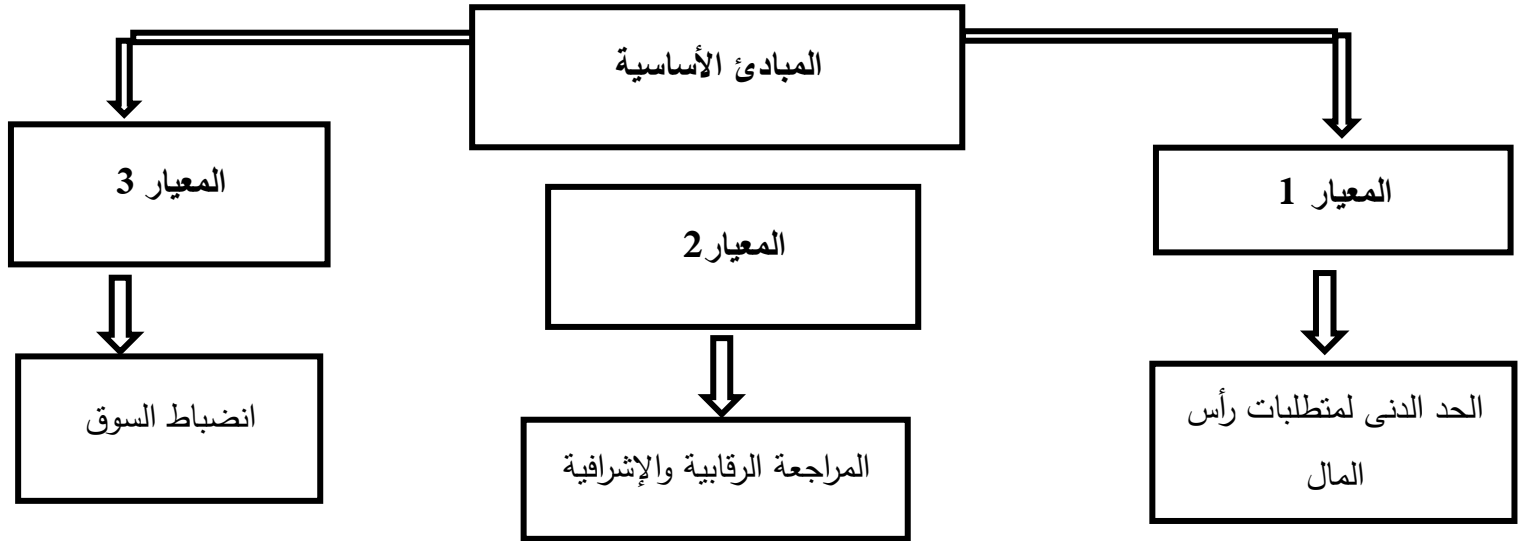 المبادئ الأساسية
المعيار 1
المعيار2
المعيار 3
الحد الدنى لمتطلبات رأس
المال
المراجعة الرقابية والإشرافية
انضباط السوق